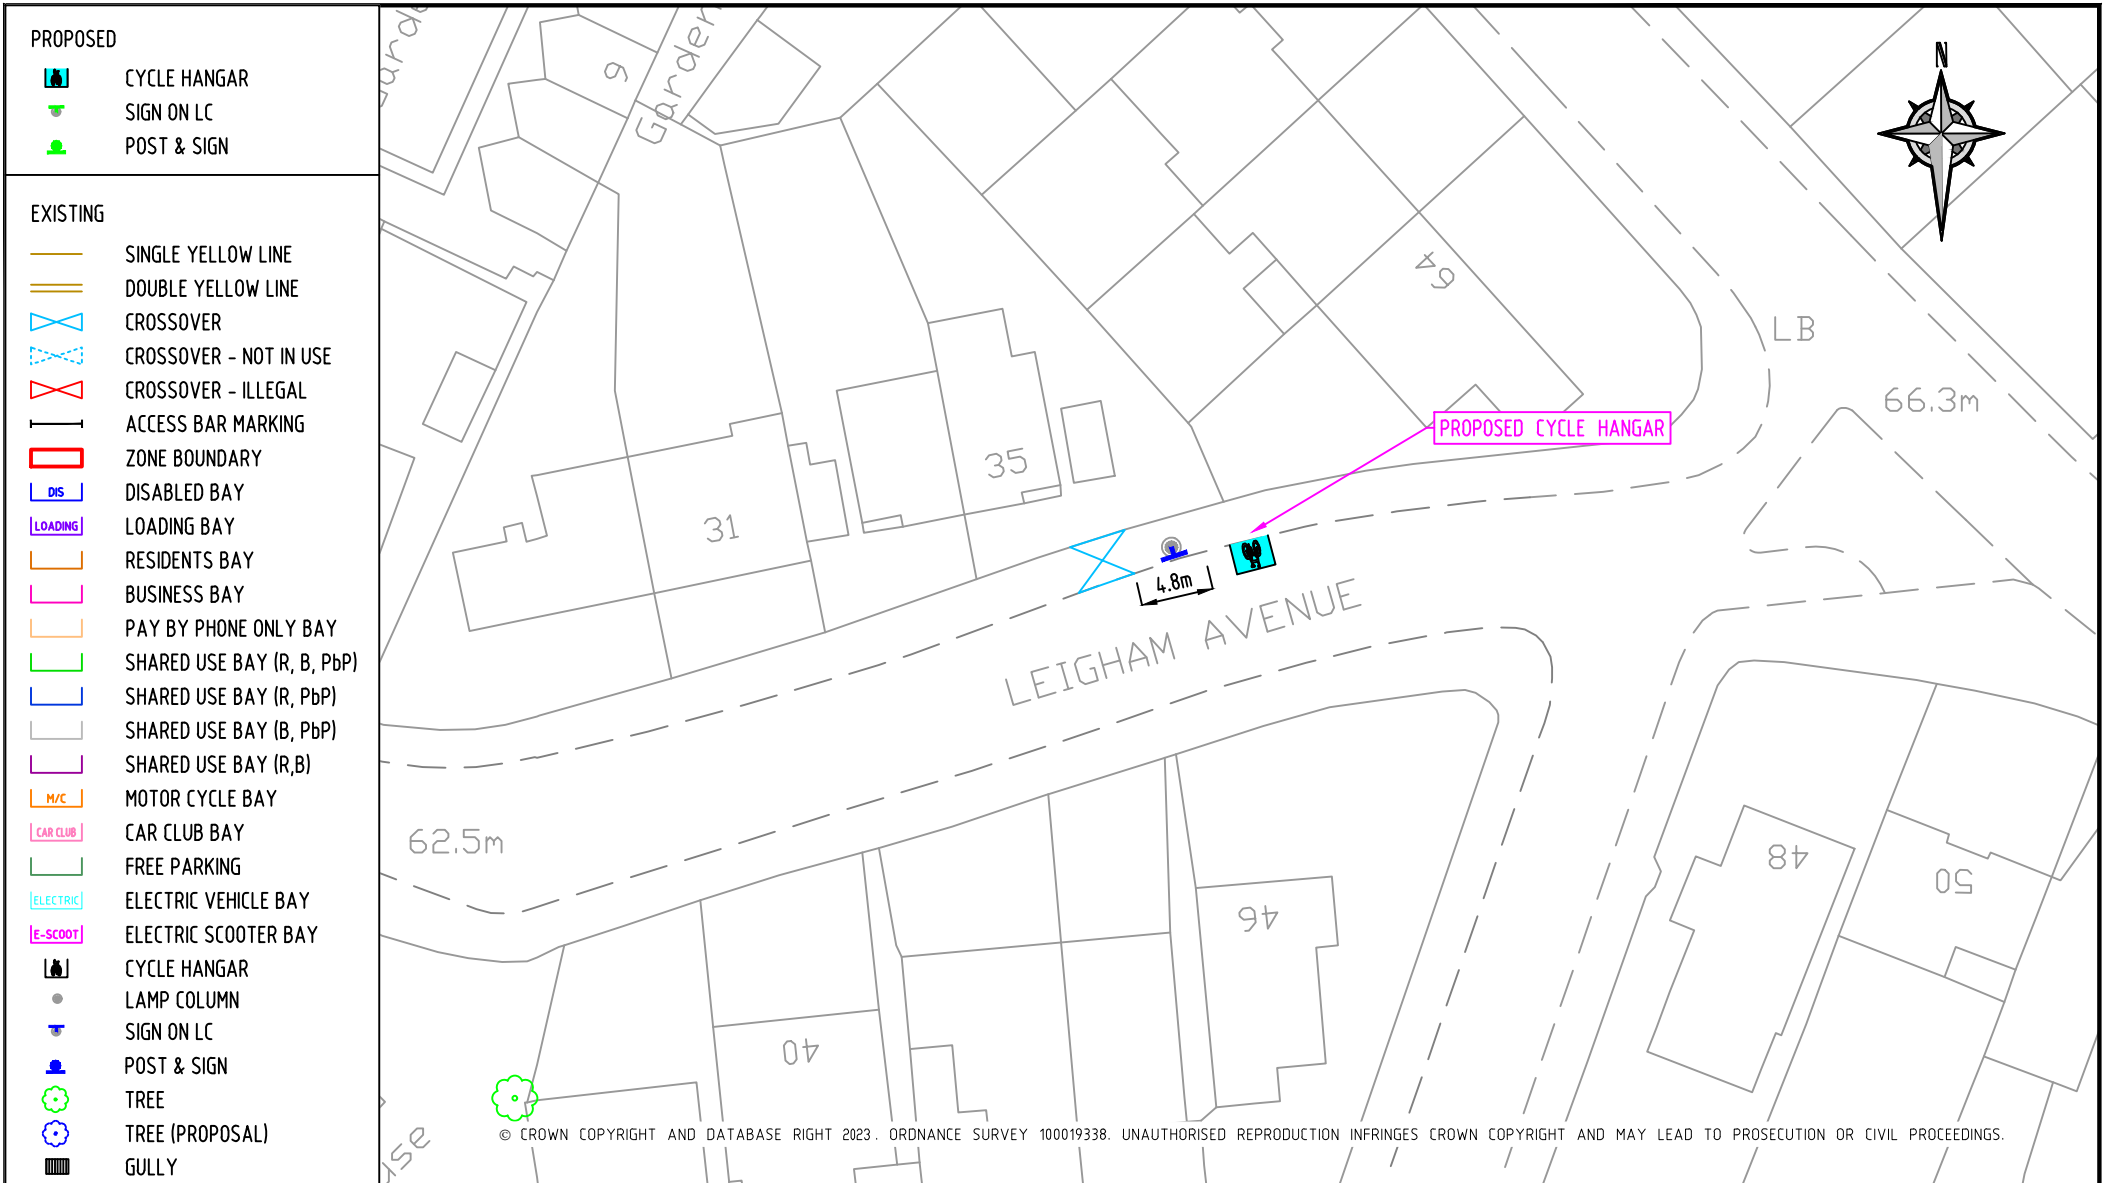 PROPOSED
CYCLE HANGAR
SIGN ON LC
POST & SIGN
EXISTING
SINGLE YELLOW LINE
DOUBLE YELLOW LINE
CROSSOVER
CROSSOVER - NOT IN USE
CROSSOVER - ILLEGAL
ACCESS BAR MARKING
ZONE BOUNDARY
DIS DISABLED BAY
LOADING LOADING BAY
RESIDENTS BAY
BUSINESS BAY
PAY BY PHONE ONLY BAY
SHARED USE BAY (R, B, PbP)
SHARED USE BAY (R, PbP)
SHARED USE BAY (B, PbP)
SHARED USE BAY (R,B)
M/C MOTOR CYCLE BAY
CAR CLUB CAR CLUB BAY
FREE PARKING
ELECTRIC ELECTRIC VEHICLE BAY
E-SCOOT ELECTRIC SCOOTER BAY
CYCLE HANGAR
LAMP COLUMN
SIGN ON LC
POST & SIGN
TREE
TREE (PROPOSAL)
GULLY
Garden
N
64
LB
66.3m
PROPOSED CYCLE HANGAR
35
31
4.8m
LEIGHAM AVENUE
62.5m
48
50
46
40
© CROWN COPYRIGHT AND DATABASE RIGHT 2023. ORDNANCE SURVEY 100019338. UNAUTHORISED REPRODUCTION INFRINGES CROWN COPYRIGHT AND MAY LEAD TO PROSECUTION OR CIVIL PROCEEDINGS.